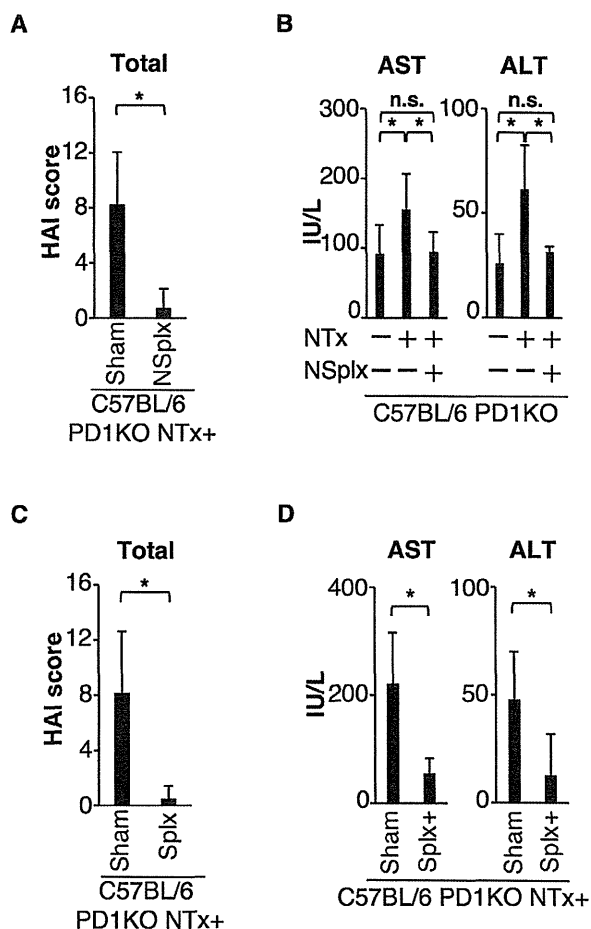 A
Total
16
12
8
4
0
HAI score
*
Sham
NSplx
C57BL/6
PD1KO NTx+
B
AST
ALT
300
200
100
0
IU/L
n.s.
* *
100
50
0
n.s.
* *
NTx − + + − + +
NSplx − − + − − +
C57BL/6 PD1KO
C
Total
16
12
8
4
0
HAI score
*
Sham
Splx
C57BL/6
PD1KO NTx+
D
AST
ALT
400
200
0
IU/L
*
Sham
Splx+
100
50
0
*
Sham
Splx+
C57BL/6 PD1KO NTx+